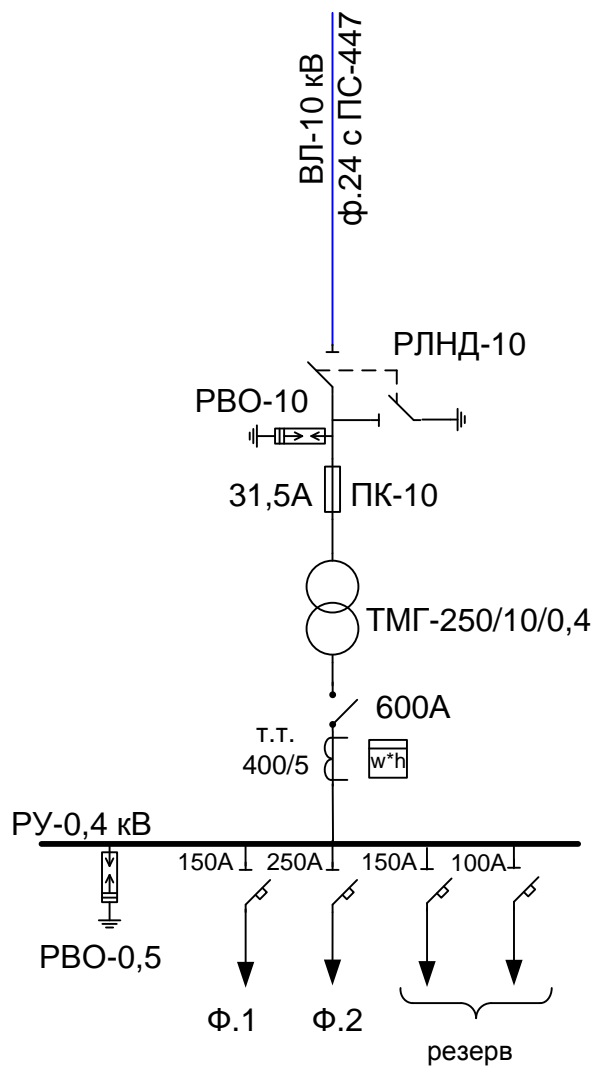 ВЛ-10 кВ
ф.24 с ПС-447
РЛНД-10
РВО-10
31,5А
ПК-10
ТМГ-250/10/0,4
600А
т.т.
400/5
w*h
РУ-0,4 кВ
150А
250А
150А
100А
РВО-0,5
Ф.1
Ф.2
резерв